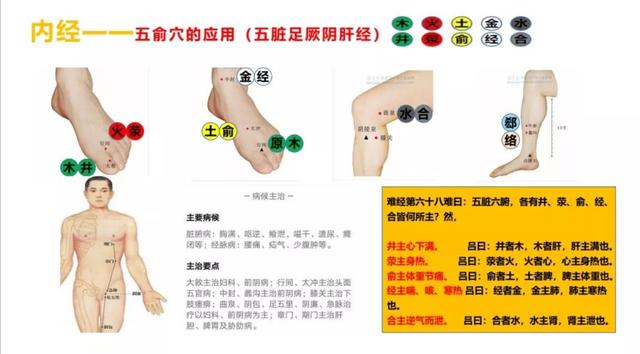 内经——五俞穴的应用（五脏足厥阴肝经）
木 火 土 金 水
井 荥 俞 经 合
金 经
火 荥
木 井
土 俞
原 木
水 合
曲泉
阴陵泉
膝关
郄
络
－病候主治－
主要病候
脏腑病：胸满、呕逆、飧泄、嗌干、遗尿、癃
闭等；经脉病：腰痛、疝气、少腹肿等。
主治要点
大敦主治妇科、前阴病；行间、太冲主治头面
五官病；中封、蠡沟主治前阴病；膝关主治下
肢痿痹；曲泉、阴包、足五里、阴廉、急脉治
疗以妇科、前阴病为主；章门、期门主治肝
胆、脾胃及胁肋病。
难经第六十八难曰：五脏六腑，各有井、荥、俞、经、
合皆何所主？然，
井主心下满。 吕曰：井者木，木者肝，肝主满也。
荥主身热。 吕曰：荥者火，火者心，心主身热也。
俞主体重节痛。吕曰：俞者土，土者脾，脾主体重也。
经主喘、咳、寒热 吕曰：经者金，金主肺，肺主寒热
也。
合主逆气而泄。 吕曰：合者水，水主肾，肾主泄也。